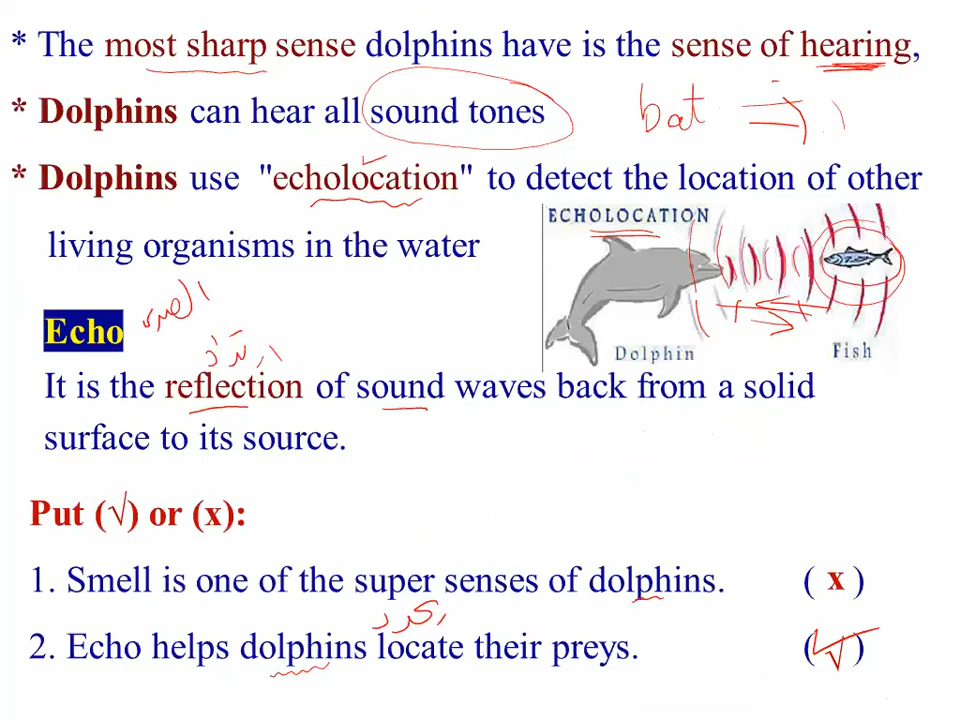 * The most sharp sense dolphins have is the sense of hearing,
* Dolphins can hear all sound tones
bat
* Dolphins use "echolocation" to detect the location of other
living organisms in the water
ECHOLOCATION
Dolphin
Fish
Echo
It is the reflection of sound waves back from a solid
surface to its source.
Put (√) or (x):
1. Smell is one of the super senses of dolphins. ( x )
2. Echo helps dolphins locate their preys. (√)